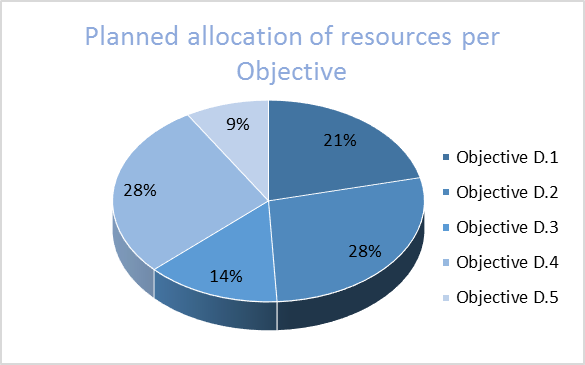 Planned allocation of resources per
Objective
9%
21%
28%
28%
14%
Objective D.1
Objective D.2
Objective D.3
Objective D.4
Objective D.5